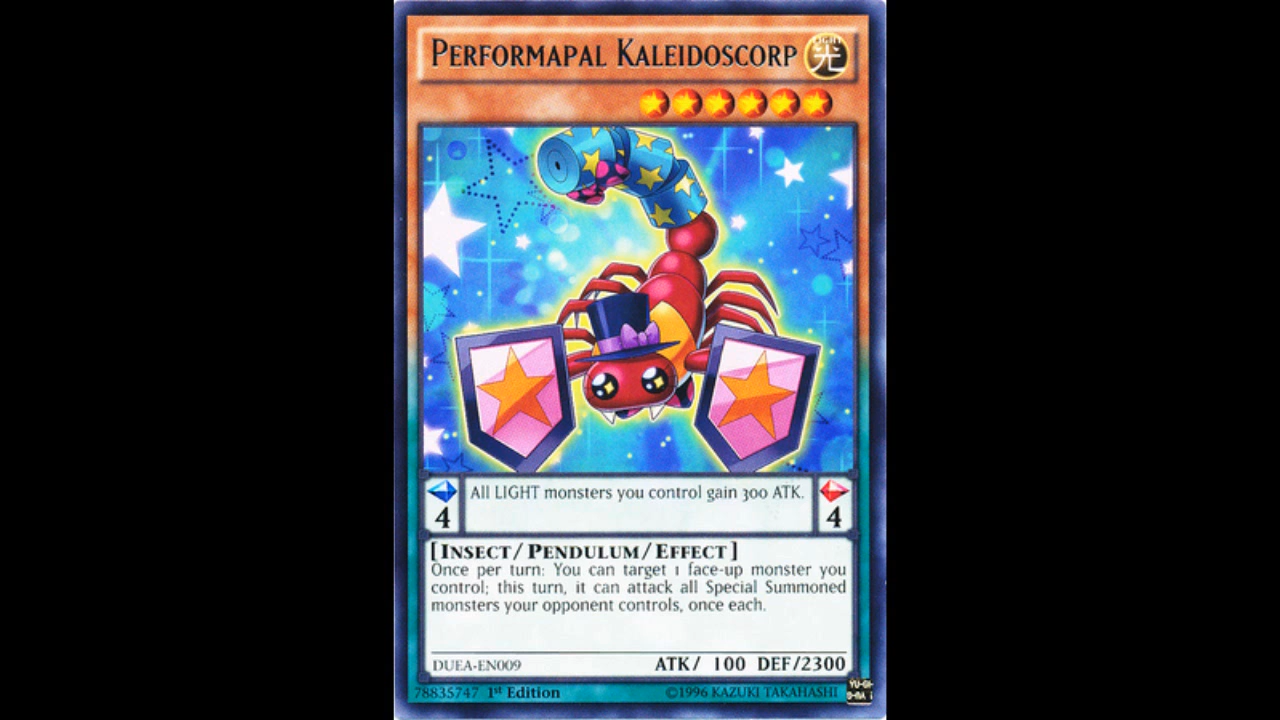 PERFORMAPAL KALEIDOSCORP
LIGHT
光
All LIGHT monsters you control gain 300 ATK.
4
4
[INSECT/PENDULUM/EFFECT]
Once per turn: You can target 1 face-up monster you
control; this turn, it can attack all Special Summoned
monsters your opponent controls, once each.
DUEA-EN009
ATK/ 100 DEF/2300
78835747 1st Edition
©1996 KAZUKI TAKAHASHI